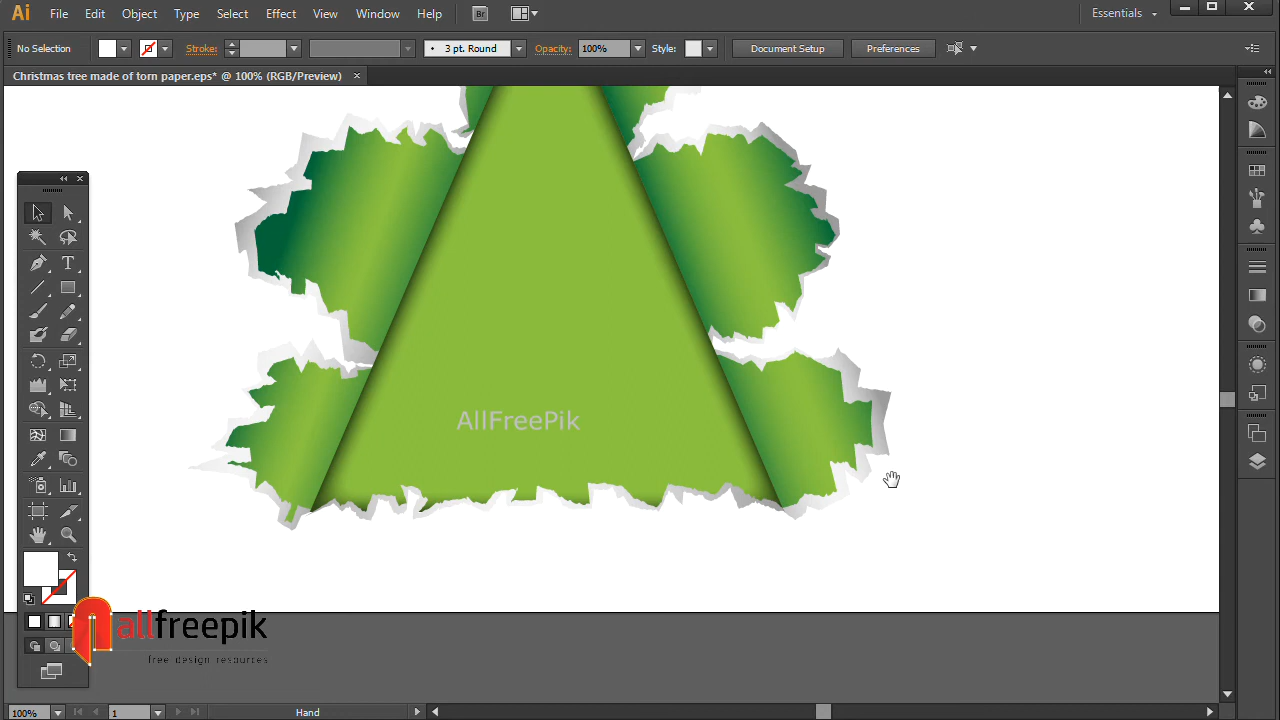 Ai File Edit Object Type Select Effect View Window Help Br Essentials
No Selection Stroke: 3 pt. Round Opacity: 100% Style: Document Setup Preferences
Christmas tree made of torn paper.eps* @ 100% (RGB/Preview)
AllFreePik
allfreepik
free design resources
100% 1 Hand